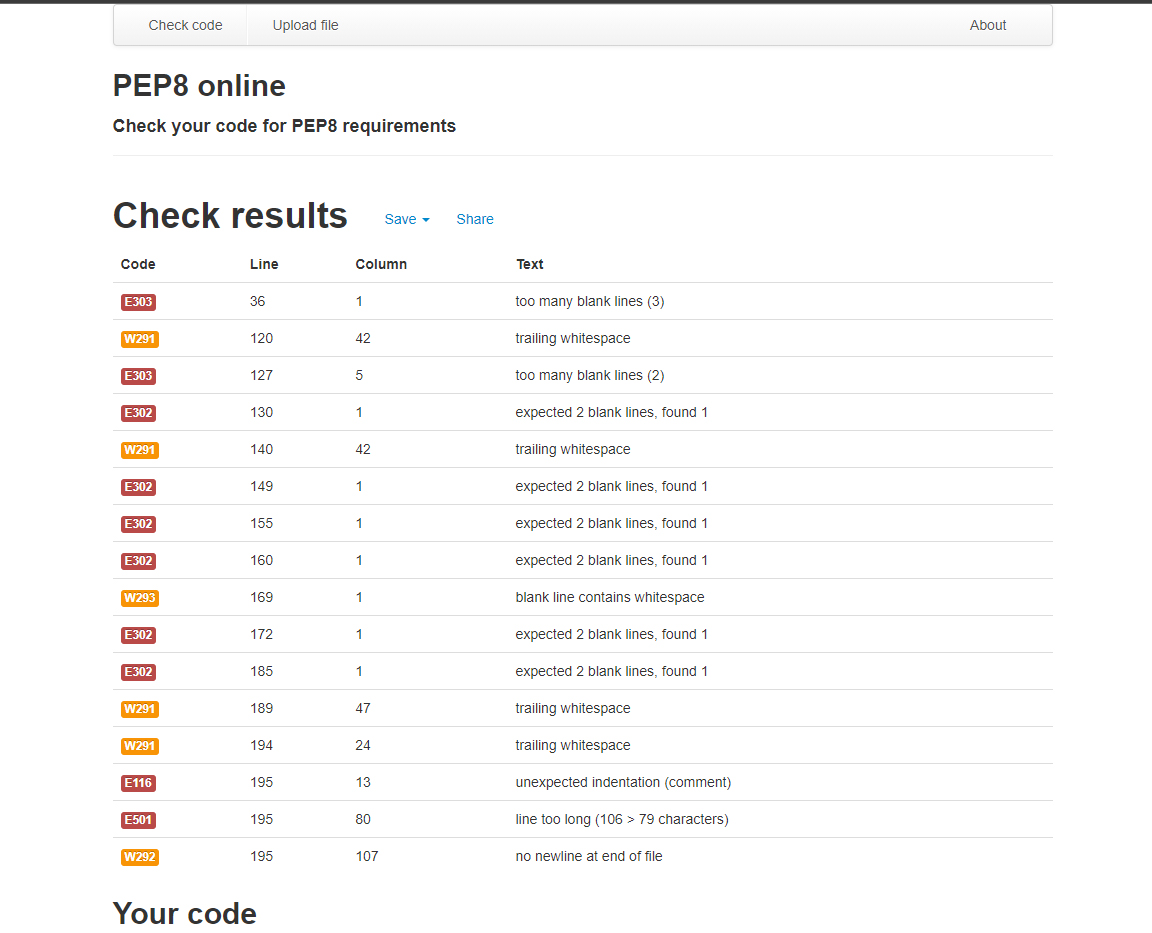 Check code Upload file About
PEP8 online
Check your code for PEP8 requirements
Check results Save Share
Code Line Column Text
E303 36 1 too many blank lines (3)
W291 120 42 trailing whitespace
E303 127 5 too many blank lines (2)
E302 130 1 expected 2 blank lines, found 1
W291 140 42 trailing whitespace
E302 149 1 expected 2 blank lines, found 1
E302 155 1 expected 2 blank lines, found 1
E302 160 1 expected 2 blank lines, found 1
W293 169 1 blank line contains whitespace
E302 172 1 expected 2 blank lines, found 1
E302 185 1 expected 2 blank lines, found 1
W291 189 47 trailing whitespace
W291 194 24 trailing whitespace
E116 195 13 unexpected indentation (comment)
E501 195 80 line too long (106 > 79 characters)
W292 195 107 no newline at end of file
Your code